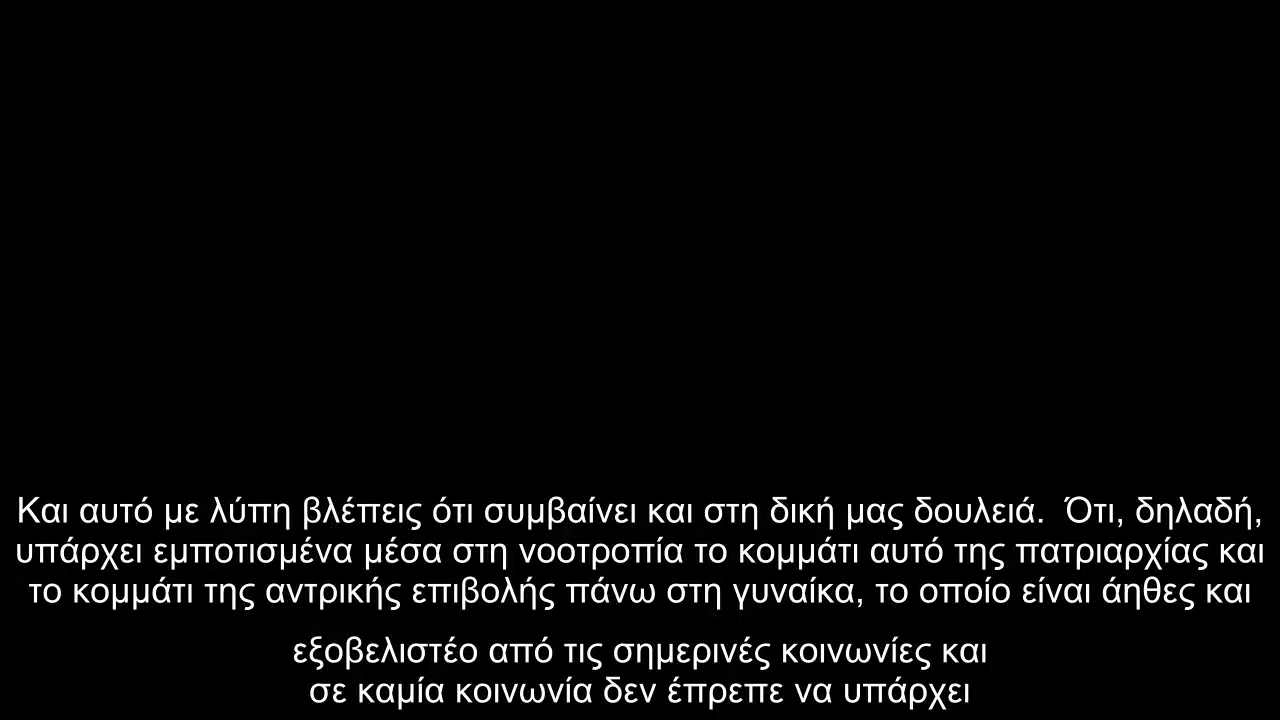 Και αυτό με λύπη βλέπεις ότι συμβαίνει και στη δική μας δουλειά.  Ότι, δηλαδή,
υπάρχει εμποτισμένα μέσα στη νοοτροπία το κομμάτι αυτό της πατριαρχίας και
το κομμάτι της αντρικής επιβολής πάνω στη γυναίκα, το οποίο είναι άηθες και
εξοβελιστέο από τις σημερινές κοινωνίες και
σε καμία κοινωνία δεν έπρεπε να υπάρχει